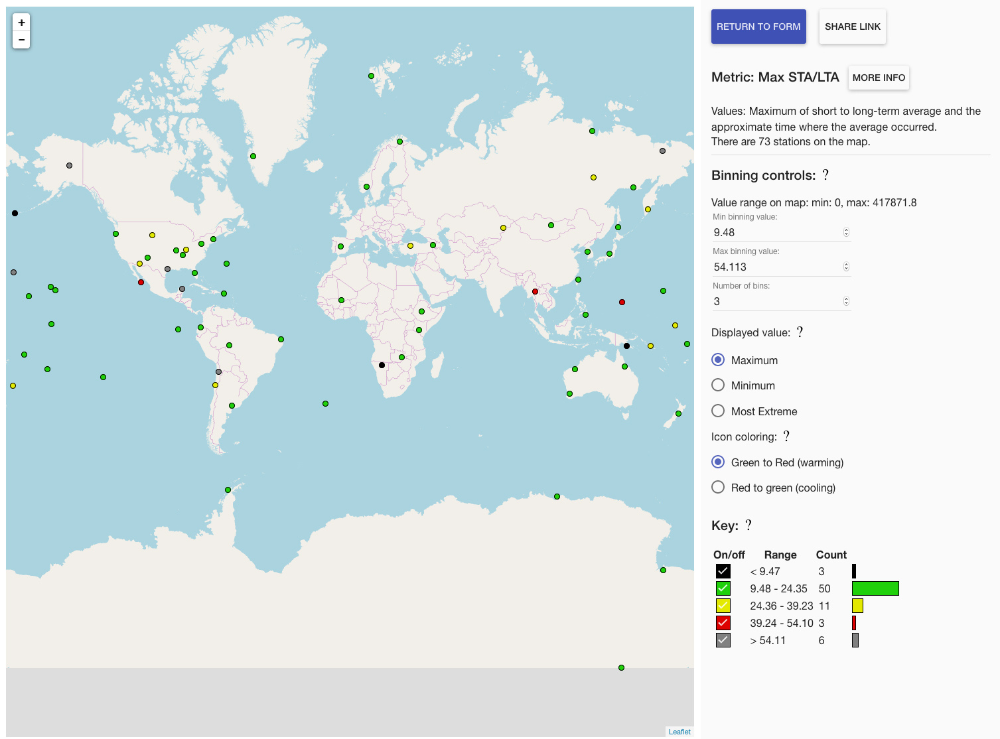 +
−
RETURN TO FORM
SHARE LINK
Metric: Max STA/LTA
MORE INFO
Values: Maximum of short to long-term average and the
approximate time where the average occurred.
There are 73 stations on the map.
Binning controls: ?
Value range on map: min: 0, max: 417871.8
Min binning value:
9.48
Max binning value:
54.113
Number of bins:
3
Displayed value: ?
Maximum
Minimum
Most Extreme
Icon coloring: ?
Green to Red (warming)
Red to green (cooling)
Key: ?
On/off Range Count
< 9.47 3
9.48 - 24.35 50
24.36 - 39.23 11
39.24 - 54.10 3
> 54.11 6
Leaflet